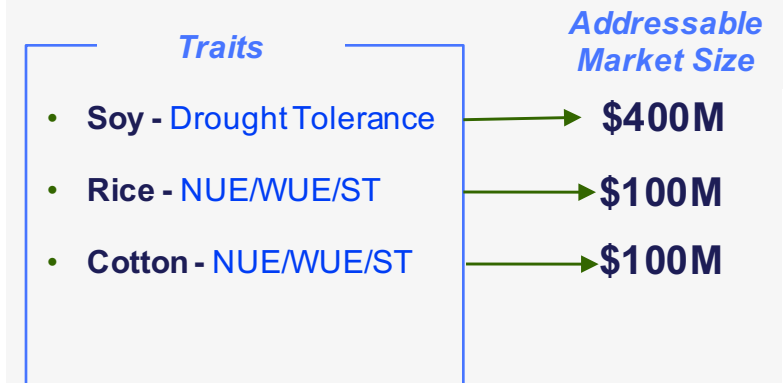 Traits
Addressable
Market Size
• Soy - Drought Tolerance
$400M
• Rice - NUE/WUE/ST
$100M
• Cotton - NUE/WUE/ST
$100M